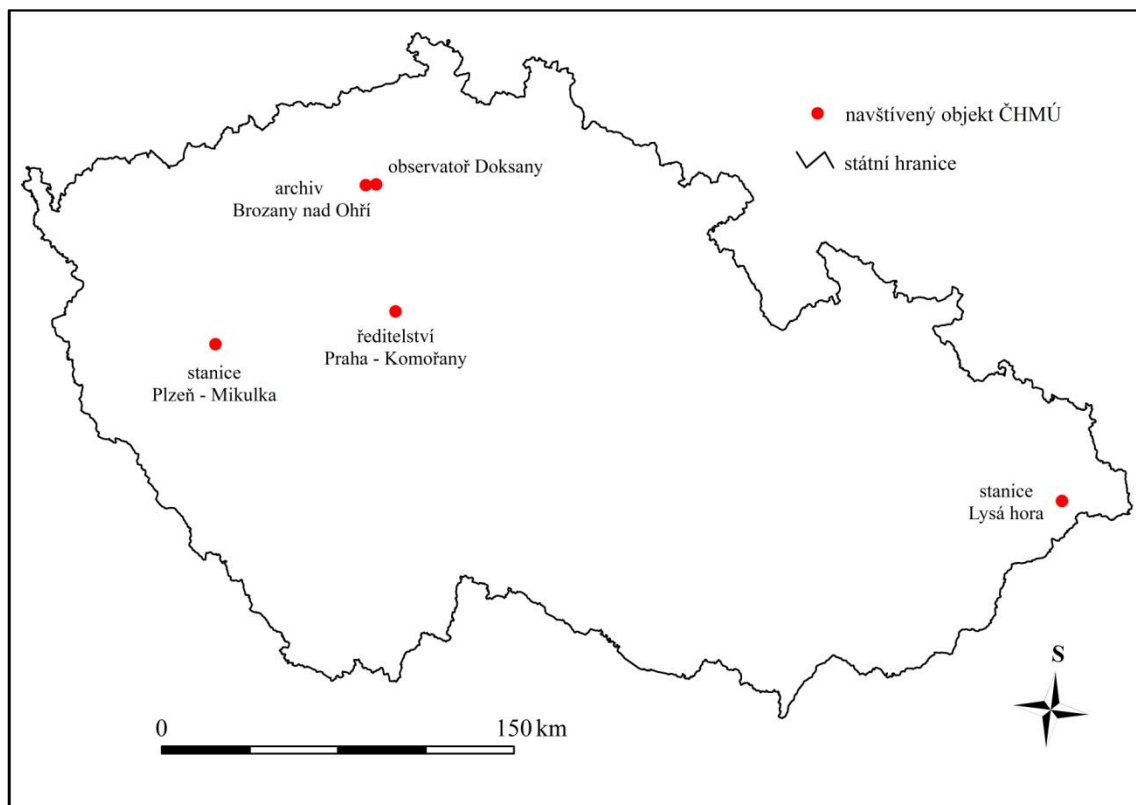 navštívený objekt ČHMÚ
státní hranice
observatoř Doksany
archiv
Brozany nad Ohří
ředitelství
Praha - Komořany
stanice
Plzeň - Mikulka
stanice
Lysá hora
S
0 150 km